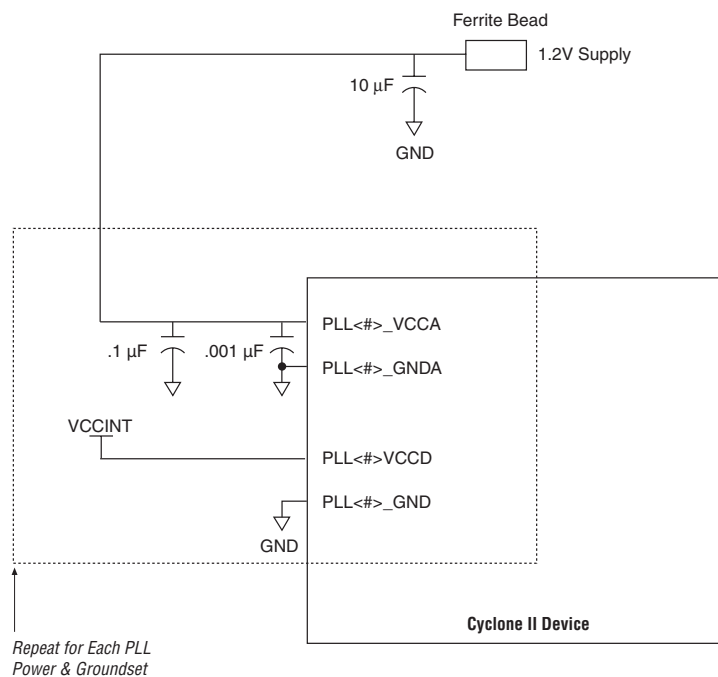 Ferrite Bead
1.2V Supply
10 µF
GND
PLL<#>_VCCA
.1 µF
.001 µF
PLL<#>_GNDA
VCCINT
PLL<#>VCCD
PLL<#>_GND
GND
Cyclone II Device
Repeat for Each PLL
Power & Groundset